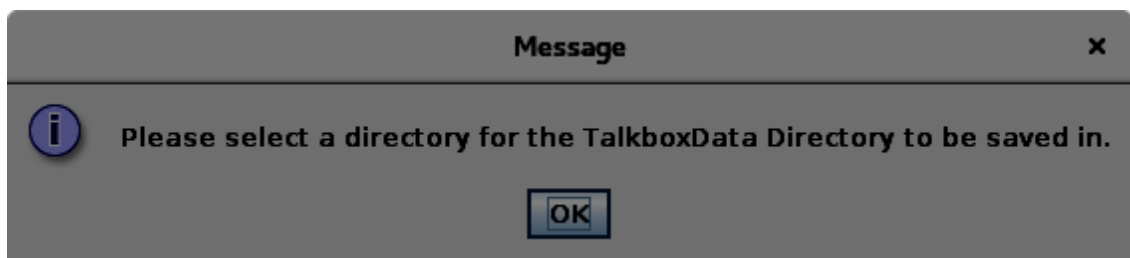 Message
Please select a directory for the TalkboxData Directory to be saved in.
OK